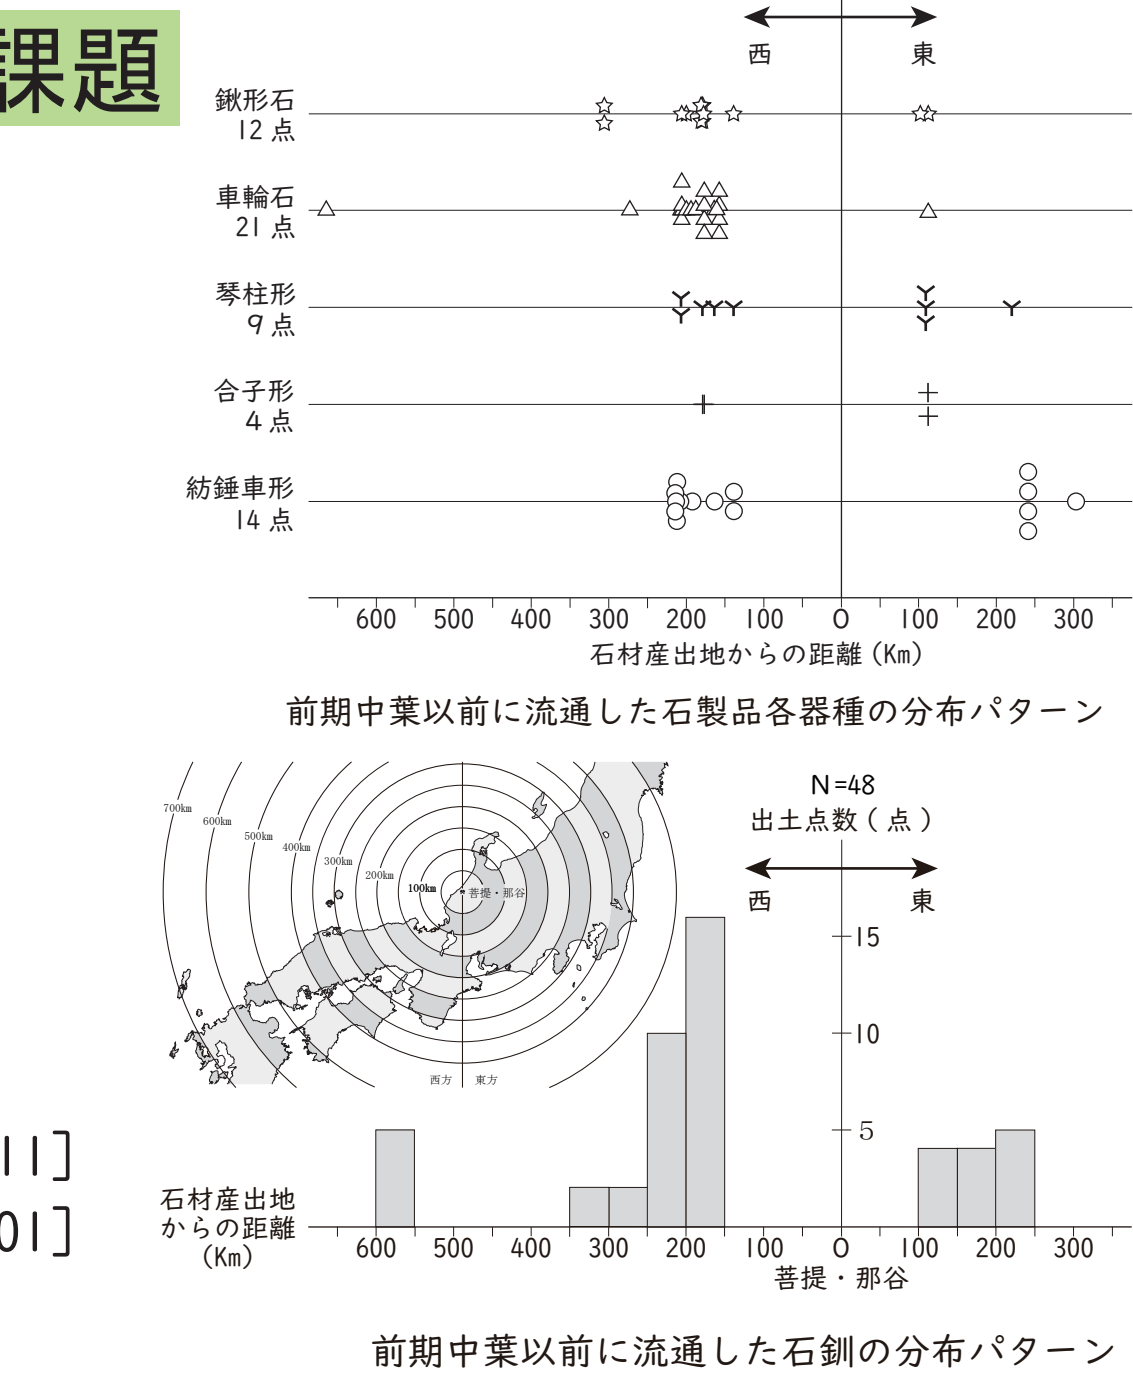 課題
西 東
鍬形石
12点
車輪石
21点
琴柱形
9点
合子形
4点
紡錘車形
14点
600 500 400 300 200 100 0 100 200 300
石材産出地からの距離(Km)
前期中葉以前に流通した石製品各器種の分布パターン
700km
600km
500km
400km
300km
200km
100km
菩提・那谷
西方 東方
N=48
出土点数(点)
西 東
15
10
5
11]
01]
石材産出地
からの距離
(Km)
600 500 400 300 200 100 0 100 200 300
菩提・那谷
前期中葉以前に流通した石釧の分布パターン